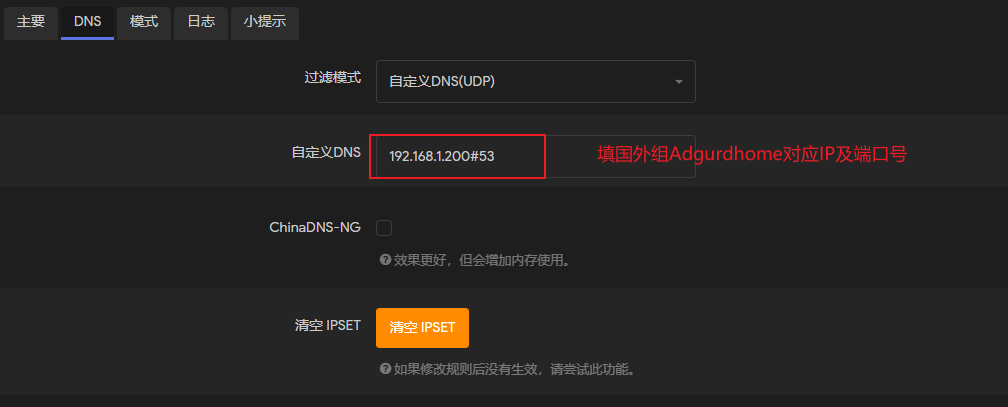 主要 DNS 模式 日志 小提示
过滤模式 自定义DNS(UDP)
自定义DNS 192.168.1.200#53 填国外组Adgurdhome对应IP及端口号
ChinaDNS-NG
效果更好，但会增加内存使用。
清空 IPSET 清空 IPSET
如果修改规则后没有生效，请尝试此功能。